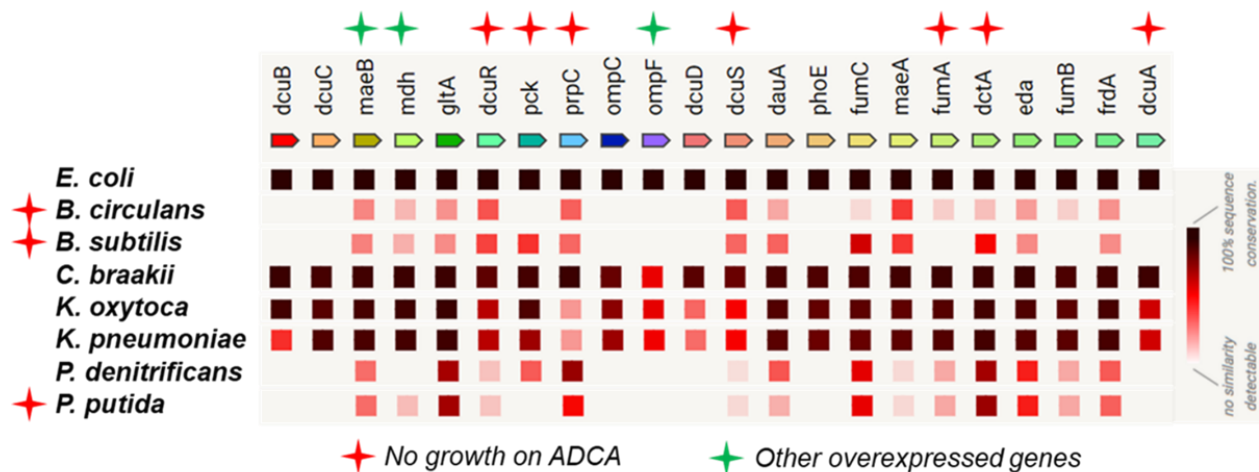 dcuB dcuC maeB mdh gltA dcuR pck prpC ompC ompF dcuD dcuS dauA phoE fumC maeA fumA dctA eda fumB frdA dcuA
E. coli
B. circulans
B. subtilis
C. braakii
K. oxytoca
K. pneumoniae
P. denitrificans
P. putida
100% sequence
conservation.
no similarity
detectable
No growth on ADCA
Other overexpressed genes